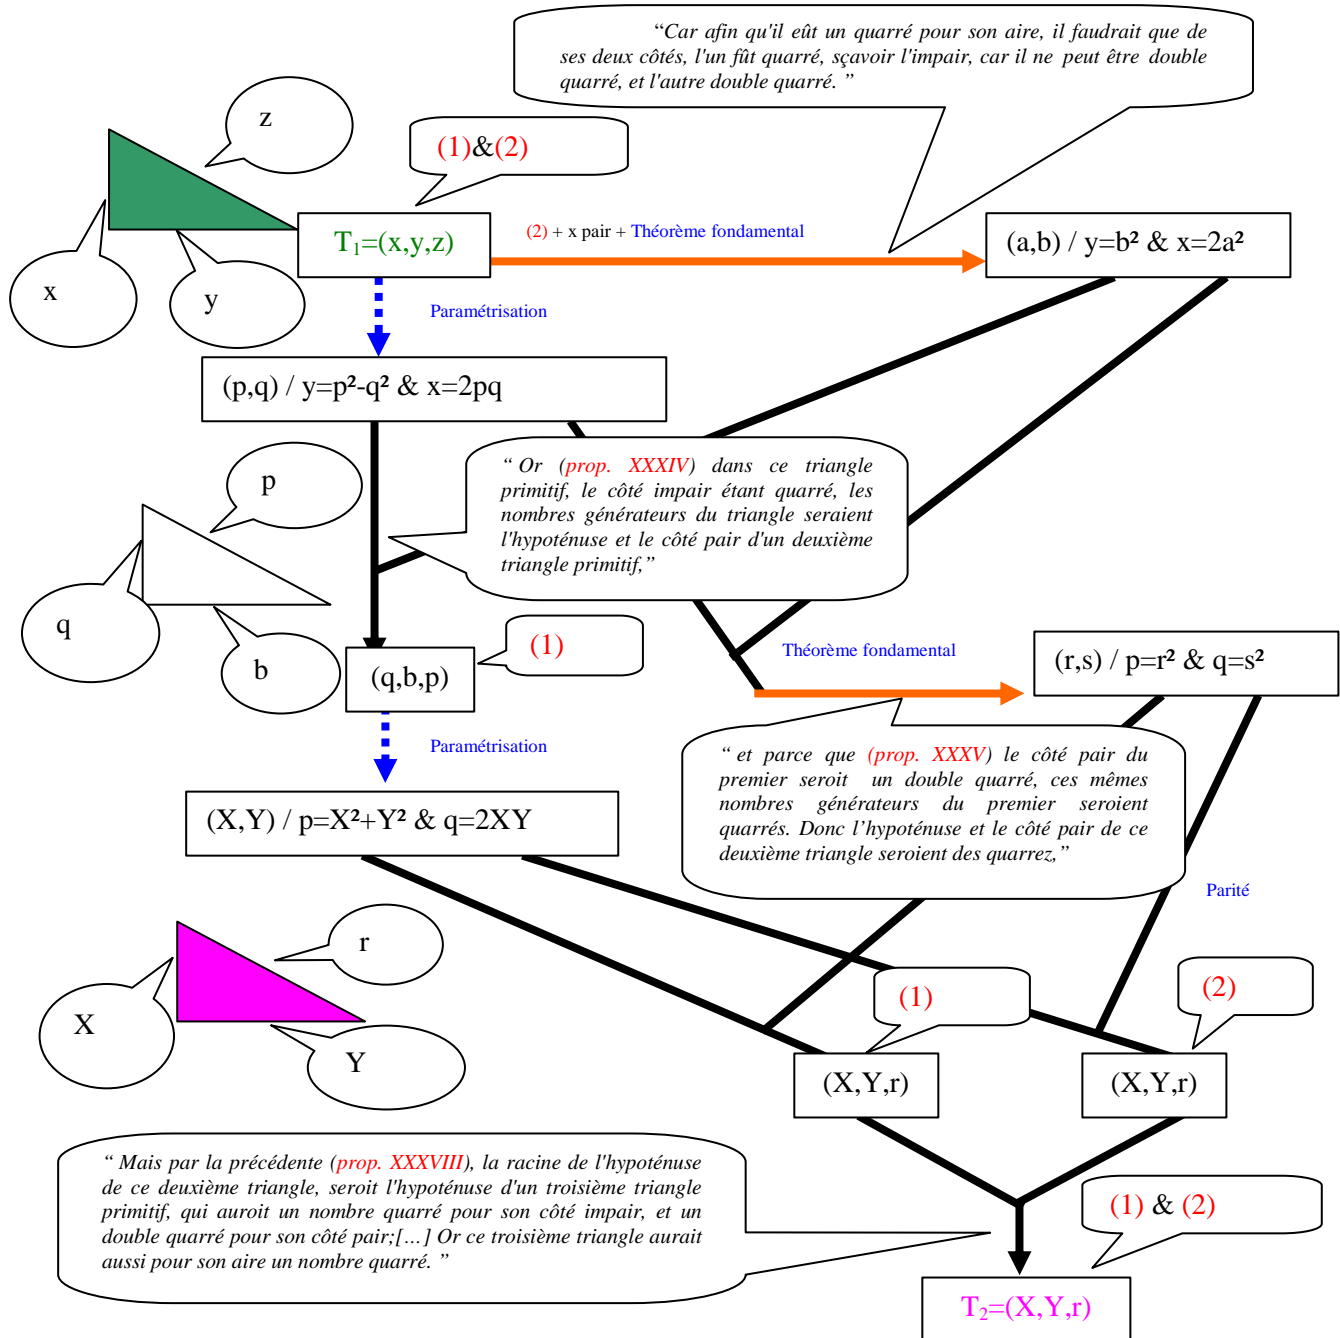 “Car afin qu'il eût un quarré pour son aire, il faudrait que de
ses deux côtés, l'un fût quarré, sçavoir l'impair, car il ne peut être double
quarré, et l'autre double quarré. ”
z
(1)&(2)
T₁=(x,y,z)
(2) + x pair + Théorème fondamental
(a,b) / y=b² & x=2a²
x
y
Paramétrisation
(p,q) / y=p²-q² & x=2pq
“ Or (prop. XXXIV) dans ce triangle
primitif, le côté impair étant quarré, les
nombres générateurs du triangle seraient
l'hypoténuse et le côté pair d'un deuxième
triangle primitif,”
p
q
b
(1)
(q,b,p)
Théorème fondamental
(r,s) / p=r² & q=s²
Paramétrisation
“ et parce que (prop. XXXV) le côté pair du
premier seroit un double quarré, ces mêmes
nombres générateurs du premier seroient
quarrés. Donc l’hypoténuse et le côté pair de ce
deuxième triangle seroient des quarrez,”
(X,Y) / p=X²+Y² & q=2XY
Parité
r
X
Y
(1)
(2)
(X,Y,r)
(X,Y,r)
“ Mais par la précédente (prop. XXXVIII), la racine de l'hypoténuse
de ce deuxième triangle, seroit l'hypoténuse d'un troisième triangle
primitif, qui auroit un nombre quarré pour son côté impair, et un
double quarré pour son côté pair;[…] Or ce troisième triangle aurait
aussi pour son aire un nombre quarré. ”
(1) & (2)
T₂=(X,Y,r)